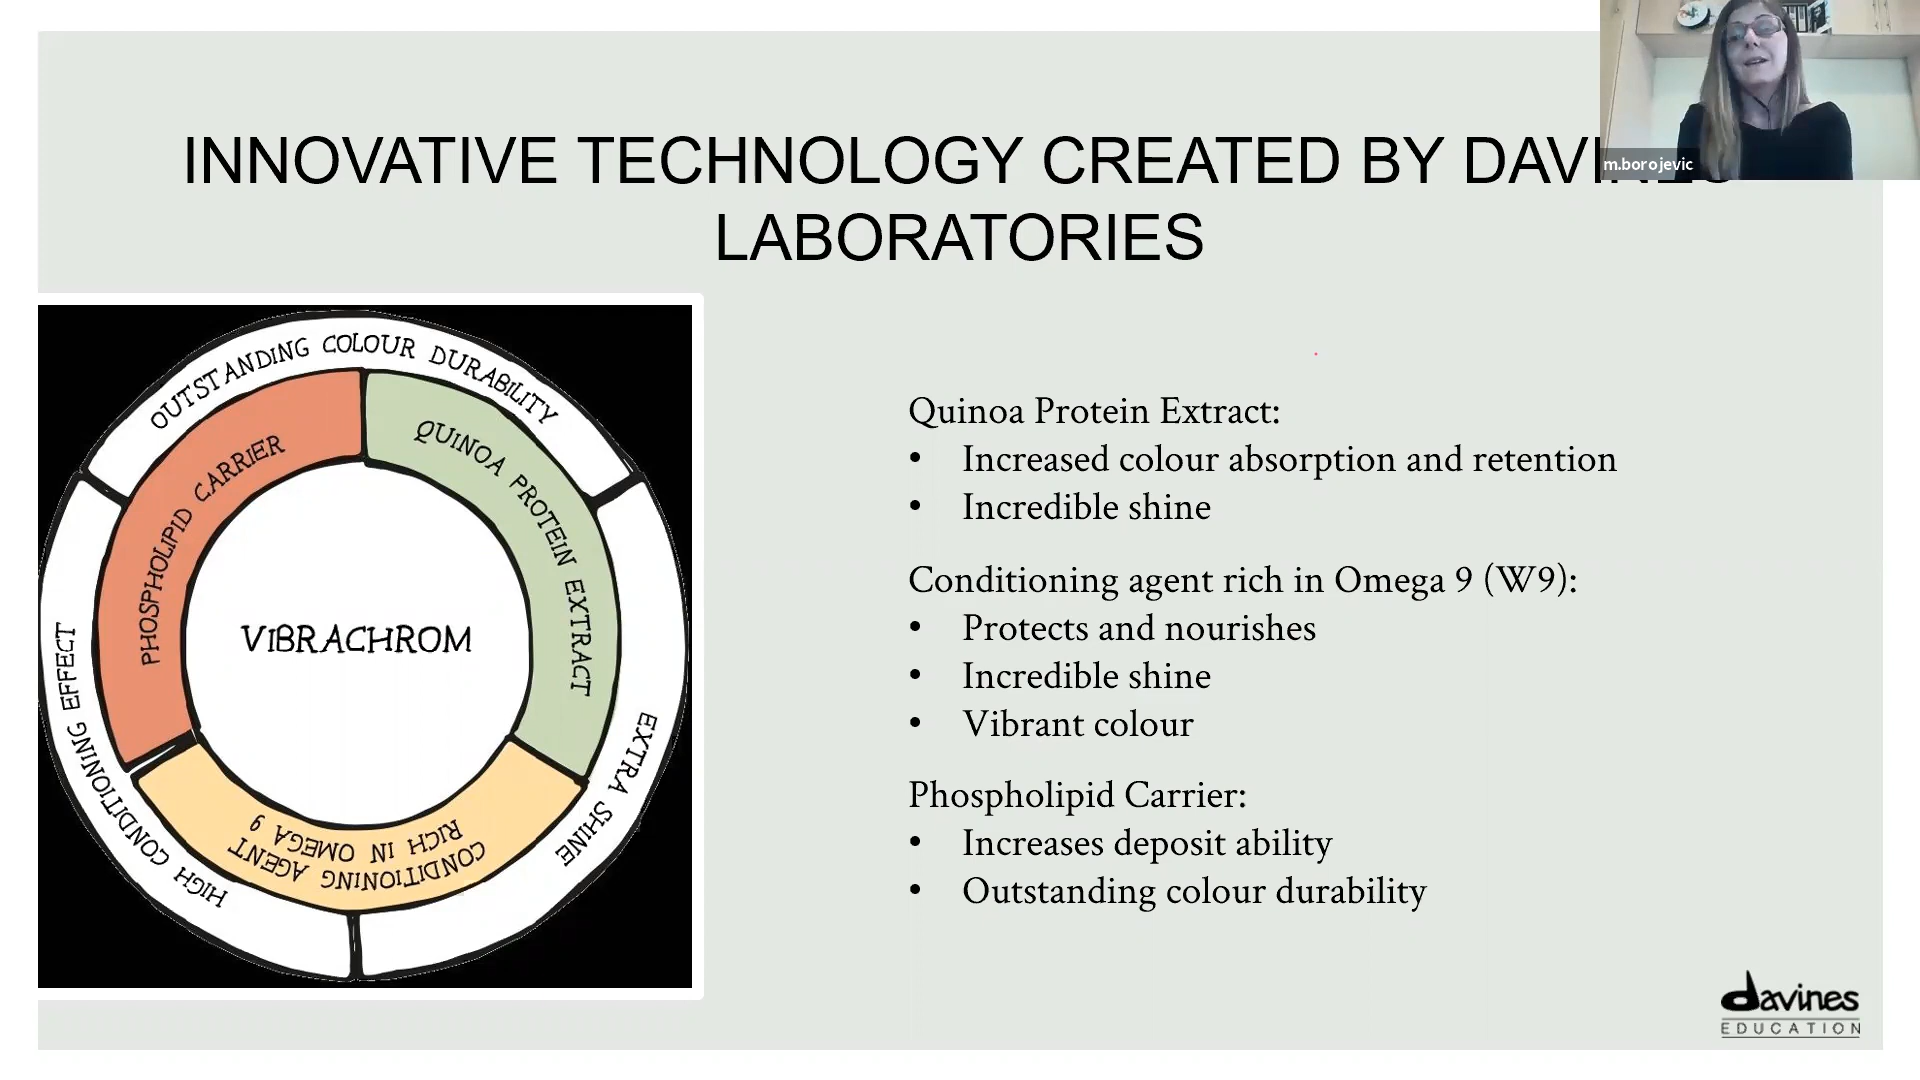 INNOVATIVE TECHNOLOGY CREATED BY DAVINES
LABORATORIES
m.borojevic
OUTSTANDING COLOUR DURABILITY
PHOSPHOLIPID CARRIER
QUINOA PROTEIN EXTRACT
VIBRACHROM
CONDITIONING AGENT
RICH IN OMEGA 9
HIGH CONDITIONING EFFECT
EXTRA SHINE
Quinoa Protein Extract:
• Increased colour absorption and retention
• Incredible shine
Conditioning agent rich in Omega 9 (W9):
• Protects and nourishes
• Incredible shine
• Vibrant colour
Phospholipid Carrier:
• Increases deposit ability
• Outstanding colour durability
davines
EDUCATION